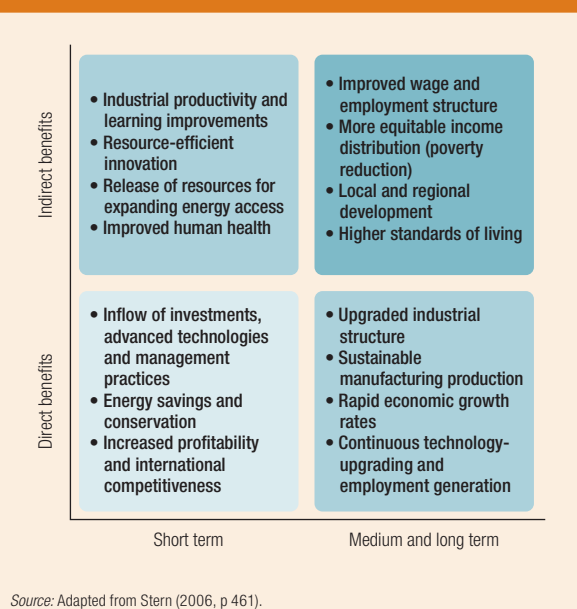 Indirect benefits
• Industrial productivity and
learning improvements
• Resource-efficient
innovation
• Release of resources for
expanding energy access
• Improved human health
• Improved wage and
employment structure
• More equitable income
distribution (poverty
reduction)
• Local and regional
development
• Higher standards of living
Direct benefits
• Inflow of investments,
advanced technologies
and management
practices
• Energy savings and
conservation
• Increased profitability
and international
competitiveness
• Upgraded industrial
structure
• Sustainable
manufacturing production
• Rapid economic growth
rates
• Continuous technology-
upgrading and
employment generation
Short term
Medium and long term
Source: Adapted from Stern (2006, p 461).